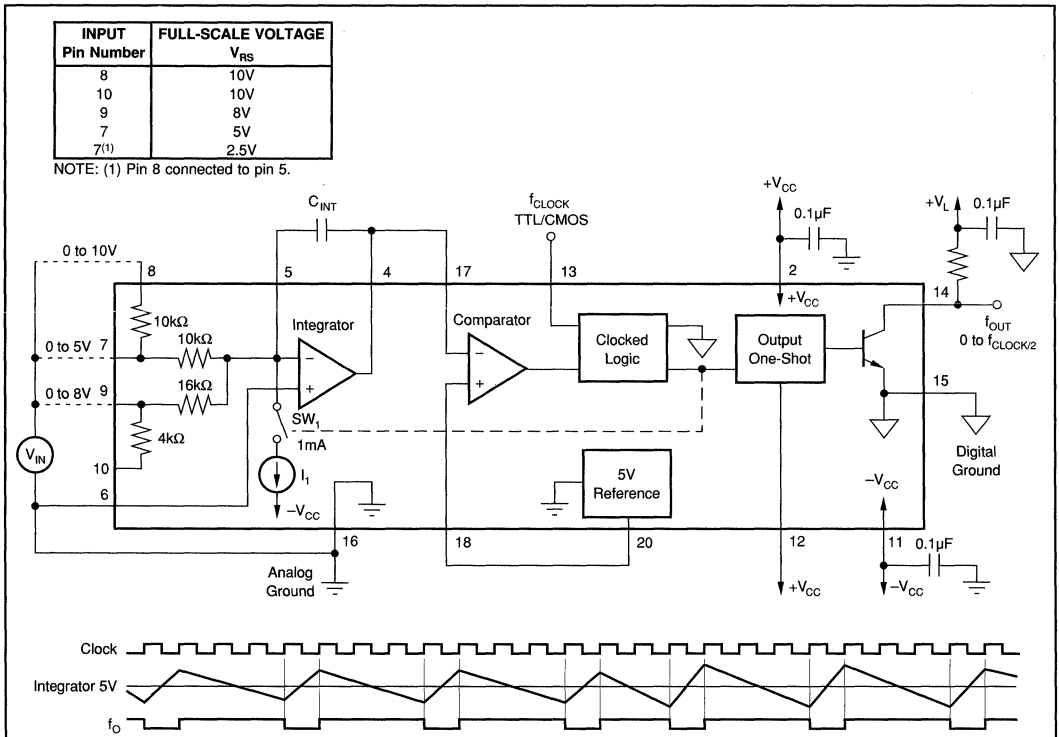 INPUT Pin Number | FULL-SCALE VOLTAGE V_RS
8 | 10V
10 | 10V
9 | 8V
7 | 5V
7(1) | 2.5V
NOTE: (1) Pin 8 connected to pin 5.
C_INT
f_CLOCK
TTL/CMOS
+V_CC
0.1µF
+V_L
0.1µF
0 to 10V
8
5
4
17
13
2
14
10kΩ
Integrator
Comparator
Clocked
Logic
+V_CC
Output
One-Shot
f_OUT
0 to f_CLOCK/2
0 to 5V
7
10kΩ
−
+
−
+
0 to 8V
9
16kΩ
15
SW_1
1mA
4kΩ
V_IN
10
I_1
5V
Reference
Digital
Ground
6
−V_CC
−V_CC
16
18
20
12
11
0.1µF
Analog
Ground
+V_CC
−V_CC
Clock
Integrator 5V
f_O